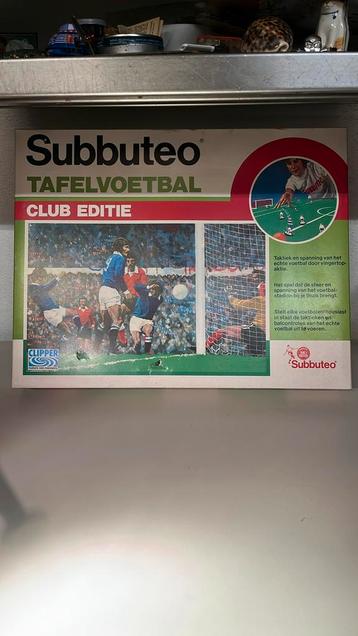 Subbuteo
TAFELVOETBAL
CLUB EDITIE
Taktiek en spanning van het
echte voetbal door vingertop-
aktie.
Het spel dat de sfeer en
spanning van het voetbal-
stadion bij je thuis brengt.
Stelt elke voetbalenthousiast
in staat de taktieken en
balcontroles van het echte
voetbal uit te voeren.
CLIPPER
Subbuteo